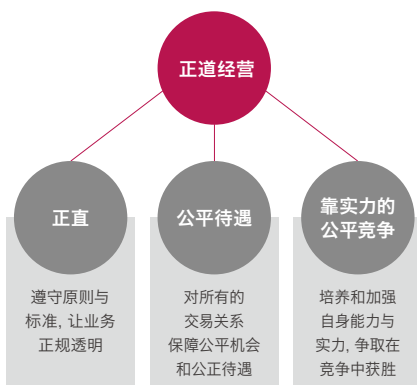 正道经营
正直
公平待遇
靠实力的
公平竞争
遵守原则与
标准, 让业务
正规透明
对所有的
交易关系
保障公平机会
和公正待遇
培养和加强
自身能力与
实力, 争取在
竞争中获胜